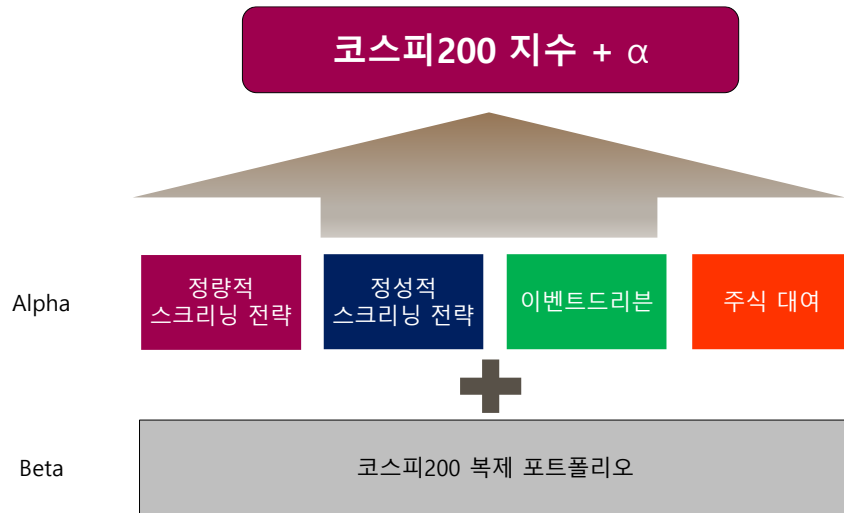 코스피200 지수 + α
Alpha
정량적
스크리닝 전략
정성적
스크리닝 전략
이벤트드리븐
주식 대여
Beta
코스피200 복제 포트폴리오